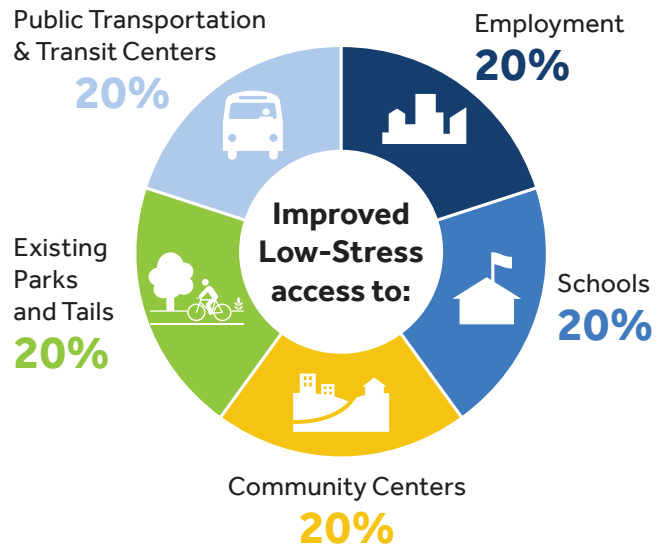 Public Transportation
& Transit Centers
20%
Employment
20%
Improved
Low-Stress
access to:
Existing
Parks
and Tails
20%
Schools
20%
Community Centers
20%